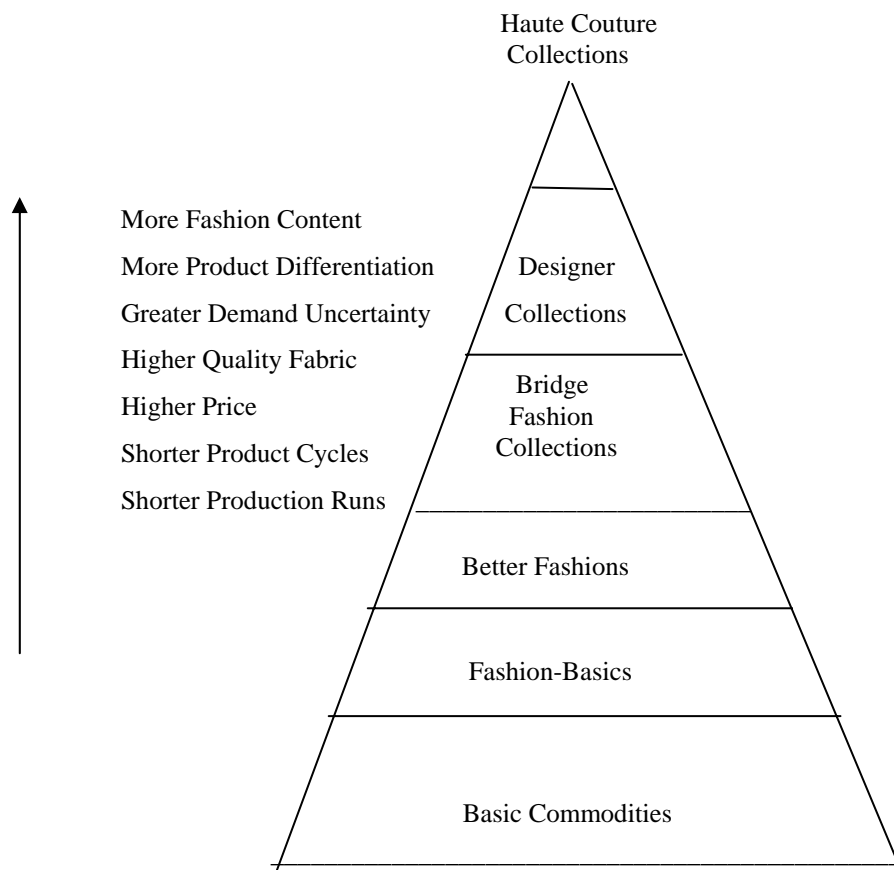 Haute Couture
Collections
More Fashion Content
More Product Differentiation
Greater Demand Uncertainty
Higher Quality Fabric
Higher Price
Shorter Product Cycles
Shorter Production Runs
Designer
Collections
Bridge
Fashion
Collections
Better Fashions
Fashion-Basics
Basic Commodities